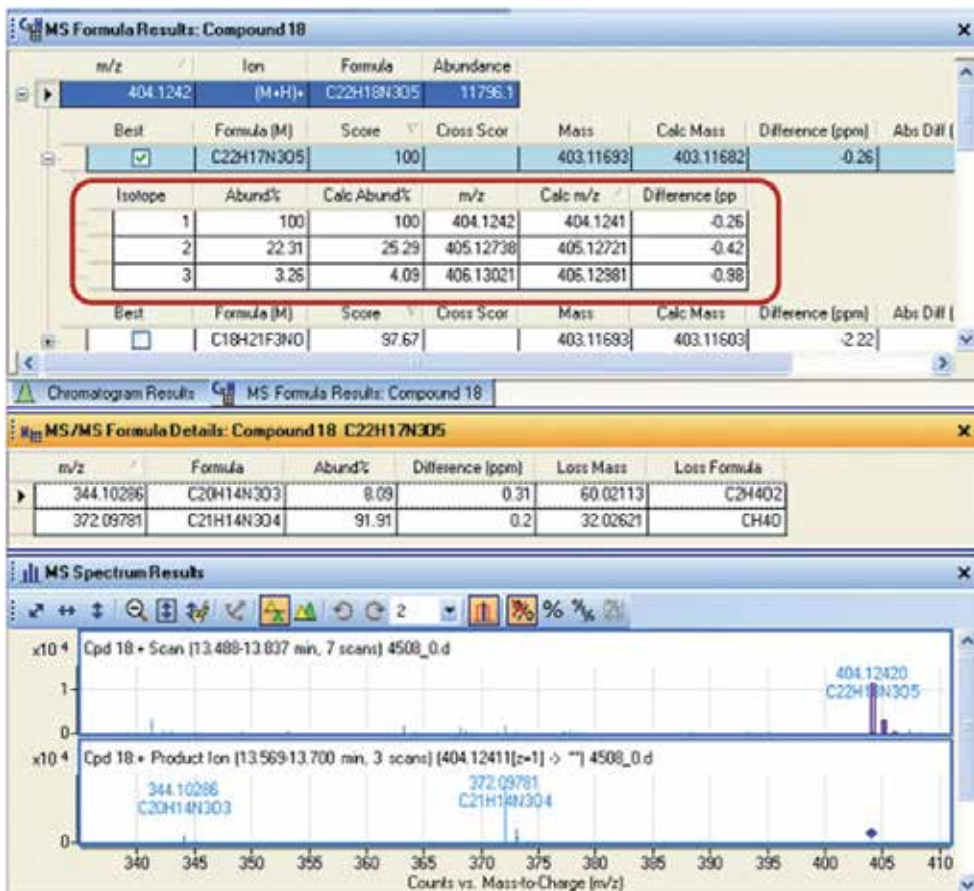 MS Formula Results: Compound 18
m/z Ion Formula Abundance
404.1242 (M+H)+ C22H18N3O5 11796.1
Best Formula (M) Score Cross Scor Mass Calc Mass Difference (ppm) Abs Diff (
C22H17N3O5 100 403.11693 403.11682 -0.26
Isotope Abund% Calc Abund% m/z Calc m/z Difference (pp
1 100 100 404.1242 404.1241 -0.26
2 22.31 25.29 405.12738 405.12721 -0.42
3 3.26 4.09 406.13021 406.12981 -0.98
Best Formula (M) Score Cross Scor Mass Calc Mass Difference (ppm) Abs Diff (
C18H21F3NO 97.67 403.11693 403.11603 -2.22
Chromatogram Results MS Formula Results: Compound 18
MS/MS Formula Details: Compound 18 C22H17N3O5
m/z Formula Abund% Difference (ppm) Loss Mass Loss Formula
344.10286 C20H14N3O3 8.09 0.31 60.02113 C2H4O2
372.09781 C21H14N3O4 91.91 0.2 32.02621 CH4O
MS Spectrum Results
2
x10 4 Cpd 18: + Scan (13.488-13.837 min, 7 scans) 4508_0.d
404.12420
C22H18N3O5
1
0
x10 4 Cpd 18: + Product Ion (13.569-13.700 min, 3 scans) (404.12411[z=1] -> **) 4508_0.d
344.10286
C20H14N3O3
372.09781
C21H14N3O4
0
340 345 350 355 360 365 370 375 380 385 390 395 400 405 410
Counts vs. Mass-to-Charge (m/z)